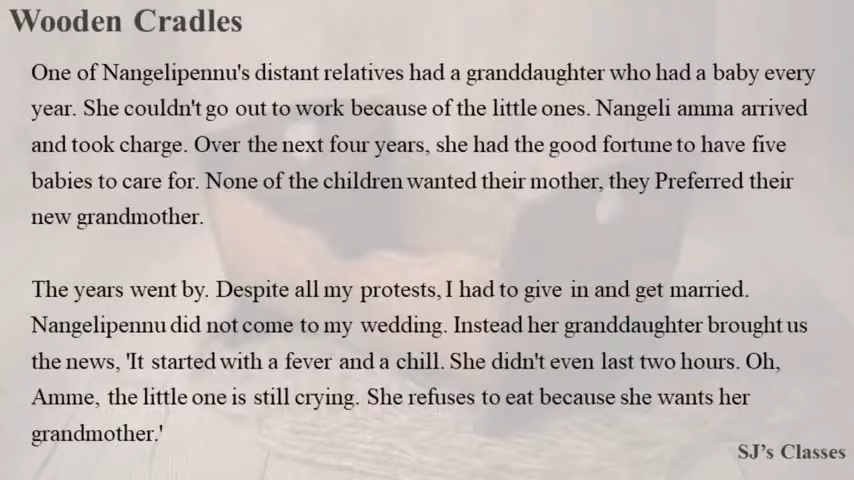 Wooden Cradles
One of Nangelipennu's distant relatives had a granddaughter who had a baby every
year. She couldn't go out to work because of the little ones. Nangeli amma arrived
and took charge. Over the next four years, she had the good fortune to have five
babies to care for. None of the children wanted their mother, they Preferred their
new grandmother.
The years went by. Despite all my protests, I had to give in and get married.
Nangelipennu did not come to my wedding. Instead her granddaughter brought us
the news, 'It started with a fever and a chill. She didn't even last two hours. Oh,
Amme, the little one is still crying. She refuses to eat because she wants her
grandmother.'
SJ's Classes